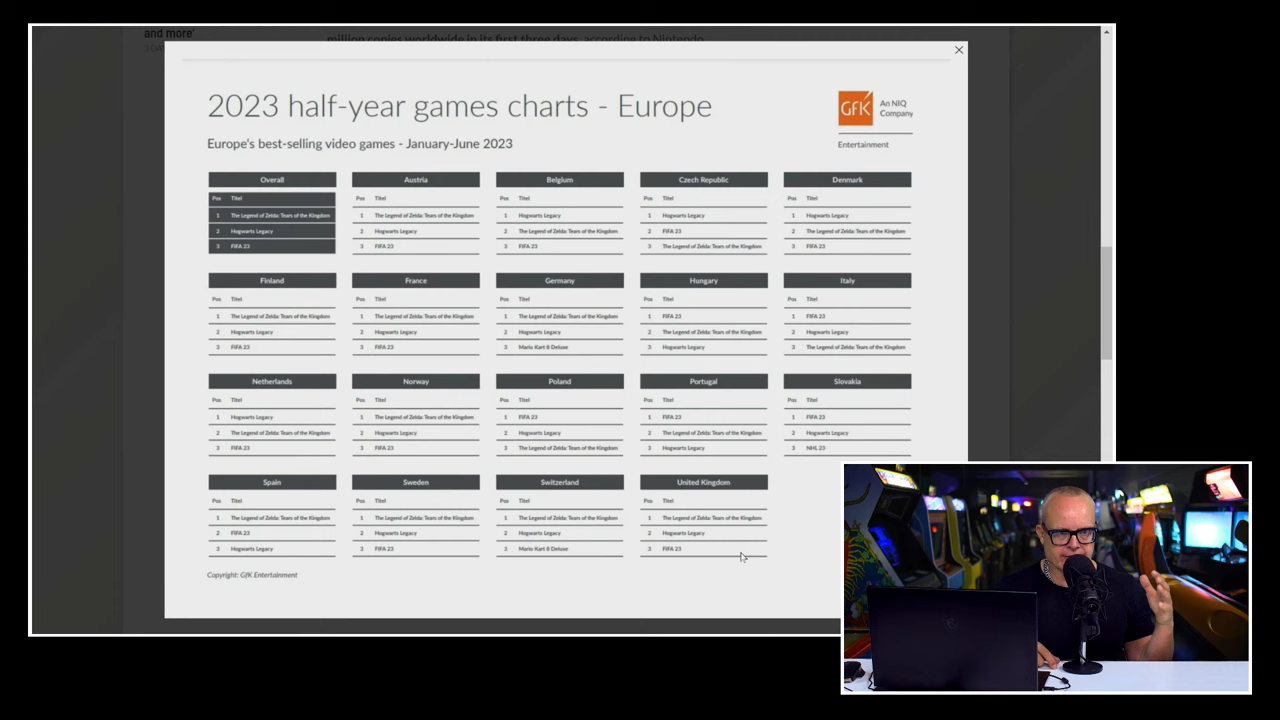 and more'
million copies worldwide in its first three days, according to Nintendo
2023 half-year games charts - Europe
GfK An NIQ Company
Entertainment
Europe's best-selling video games - January-June 2023
Overall
Pos Titel
1 The Legend of Zelda: Tears of the Kingdom
2 Hogwarts Legacy
3 FIFA 23
Austria
Pos Titel
1 The Legend of Zelda: Tears of the Kingdom
2 Hogwarts Legacy
3 FIFA 23
Belgium
Pos Titel
1 Hogwarts Legacy
2 The Legend of Zelda: Tears of the Kingdom
3 FIFA 23
Czech Republic
Pos Titel
1 Hogwarts Legacy
2 FIFA 23
3 The Legend of Zelda: Tears of the Kingdom
Denmark
Pos Titel
1 Hogwarts Legacy
2 The Legend of Zelda: Tears of the Kingdom
3 FIFA 23
Finland
Pos Titel
1 The Legend of Zelda: Tears of the Kingdom
2 Hogwarts Legacy
3 FIFA 23
France
Pos Titel
1 The Legend of Zelda: Tears of the Kingdom
2 Hogwarts Legacy
3 FIFA 23
Germany
Pos Titel
1 The Legend of Zelda: Tears of the Kingdom
2 Hogwarts Legacy
3 Mario Kart 8 Deluxe
Hungary
Pos Titel
1 FIFA 23
2 The Legend of Zelda: Tears of the Kingdom
3 Hogwarts Legacy
Italy
Pos Titel
1 FIFA 23
2 Hogwarts Legacy
3 The Legend of Zelda: Tears of the Kingdom
Netherlands
Pos Titel
1 Hogwarts Legacy
2 The Legend of Zelda: Tears of the Kingdom
3 FIFA 23
Norway
Pos Titel
1 The Legend of Zelda: Tears of the Kingdom
2 Hogwarts Legacy
3 FIFA 23
Poland
Pos Titel
1 FIFA 23
2 Hogwarts Legacy
3 The Legend of Zelda: Tears of the Kingdom
Portugal
Pos Titel
1 FIFA 23
2 The Legend of Zelda: Tears of the Kingdom
3 Hogwarts Legacy
Slovakia
Pos Titel
1 FIFA 23
2 Hogwarts Legacy
3 NHL 23
Spain
Pos Titel
1 The Legend of Zelda: Tears of the Kingdom
2 FIFA 23
3 Hogwarts Legacy
Sweden
Pos Titel
1 The Legend of Zelda: Tears of the Kingdom
2 Hogwarts Legacy
3 FIFA 23
Switzerland
Pos Titel
1 The Legend of Zelda: Tears of the Kingdom
2 Hogwarts Legacy
3 Mario Kart 8 Deluxe
United Kingdom
Pos Titel
1 The Legend of Zelda: Tears of the Kingdom
2 Hogwarts Legacy
3 FIFA 23
Copyright: GfK Entertainment